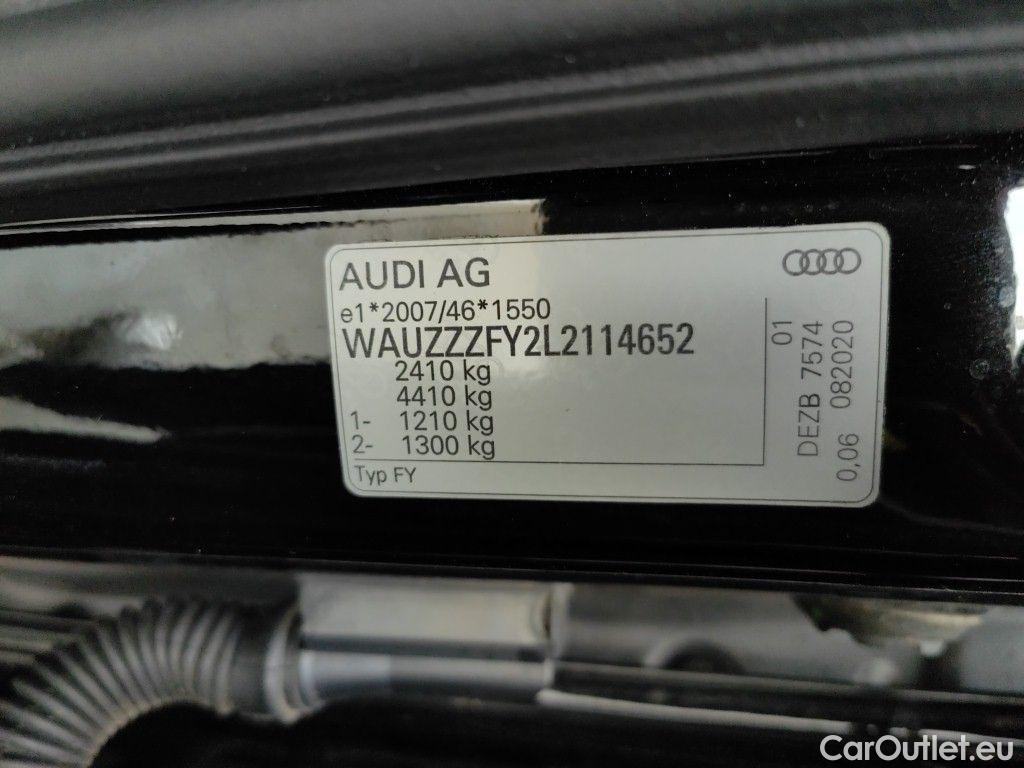 AUDI AG
e1*2007/46*1550
WAUZZZFY2L2114652
2410 kg
4410 kg
1- 1210 kg
2- 1300 kg
Typ FY
01
DEZB 7574
0,06 082020
CarOutlet.eu